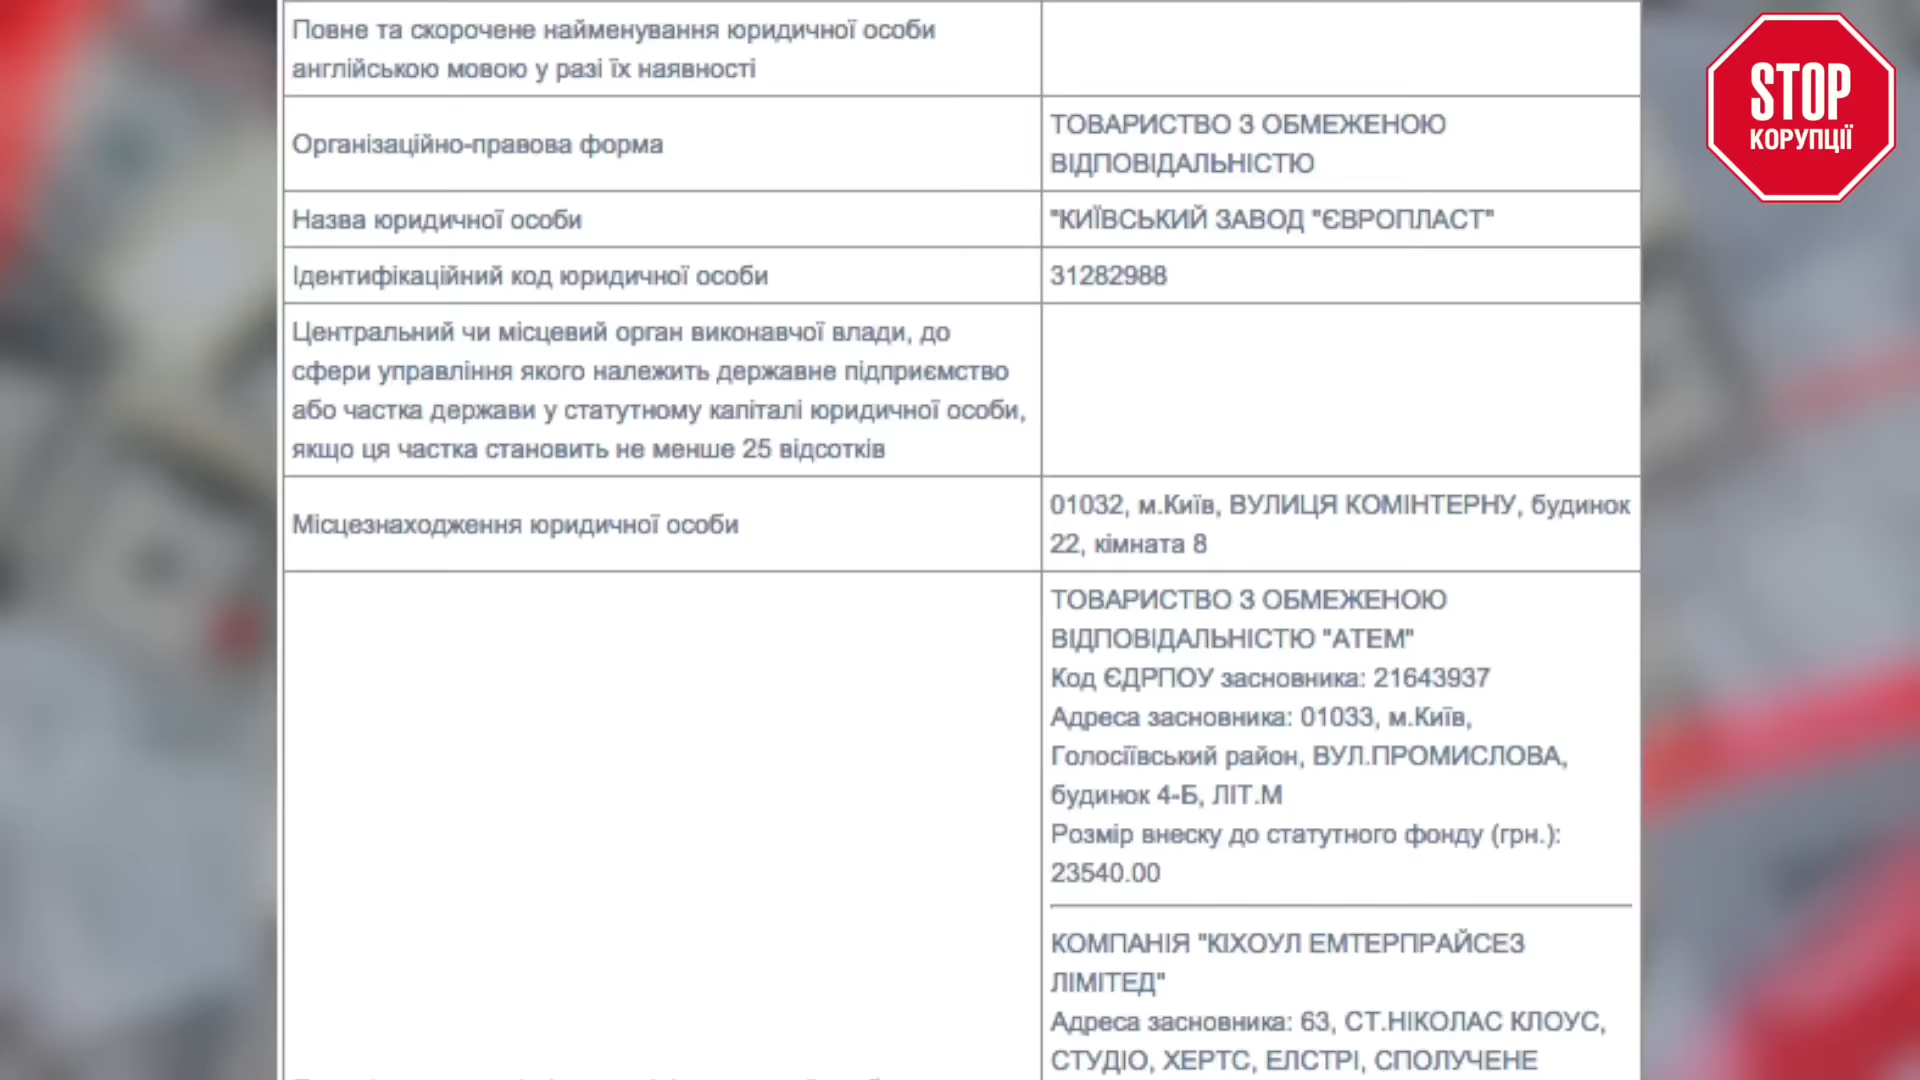 Повне та скорочене найменування юридичної особи
англійською мовою у разі їх наявності
Організаційно-правова форма
ТОВАРИСТВО З ОБМЕЖЕНОЮ
ВІДПОВІДАЛЬНІСТЮ
Назва юридичної особи
"КИЇВСЬКИЙ ЗАВОД "ЄВРОПЛАСТ"
Ідентифікаційний код юридичної особи
31282988
Центральний чи місцевий орган виконавчої влади, до
сфери управління якого належить державне підприємство
або частка держави у статутному капіталі юридичної особи,
якщо ця частка становить не менше 25 відсотків
Місцезнаходження юридичної особи
01032, м.Київ, ВУЛИЦЯ КОМІНТЕРНУ, будинок
22, кімната 8
ТОВАРИСТВО З ОБМЕЖЕНОЮ
ВІДПОВІДАЛЬНІСТЮ "АТЕМ"
Код ЄДРПОУ засновника: 21643937
Адреса засновника: 01033, м.Київ,
Голосіївський район, ВУЛ.ПРОМИСЛОВА,
будинок 4-Б, ЛІТ.М
Розмір внеску до статутного фонду (грн.):
23540.00
КОМПАНІЯ "КІХОУЛ ЕМТЕРПРАЙСЕЗ
ЛІМІТЕД"
Адреса засновника: 63, СТ.НІКОЛАС КЛОУС,
СТУДІО, ХЕРТС, ЕЛСТРІ, СПОЛУЧЕНЕ
STOP
КОРУПЦІЇ